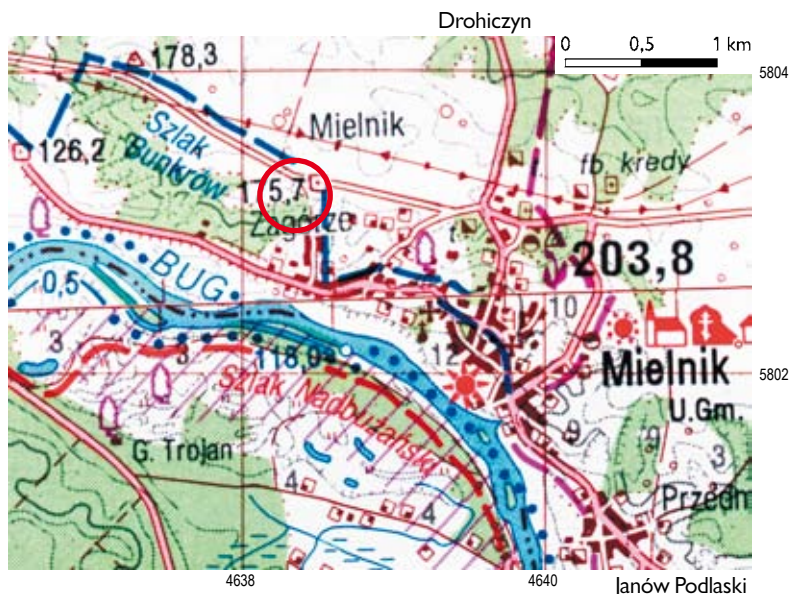 Drohiczyn
0 0,5 1 km
178,3
5804
Szlak
Bunkrów
Mielnik
126,2
fb. kredy
175,7
Zagórze
203,8
BUG
0,5
10
3
3
118,0
12
Mielnik
5802
U.Gm.
Szlak Nadbużański
9
9
3
G. Trojan
4
4
Przedm
4638
4640
Janów Podlaski